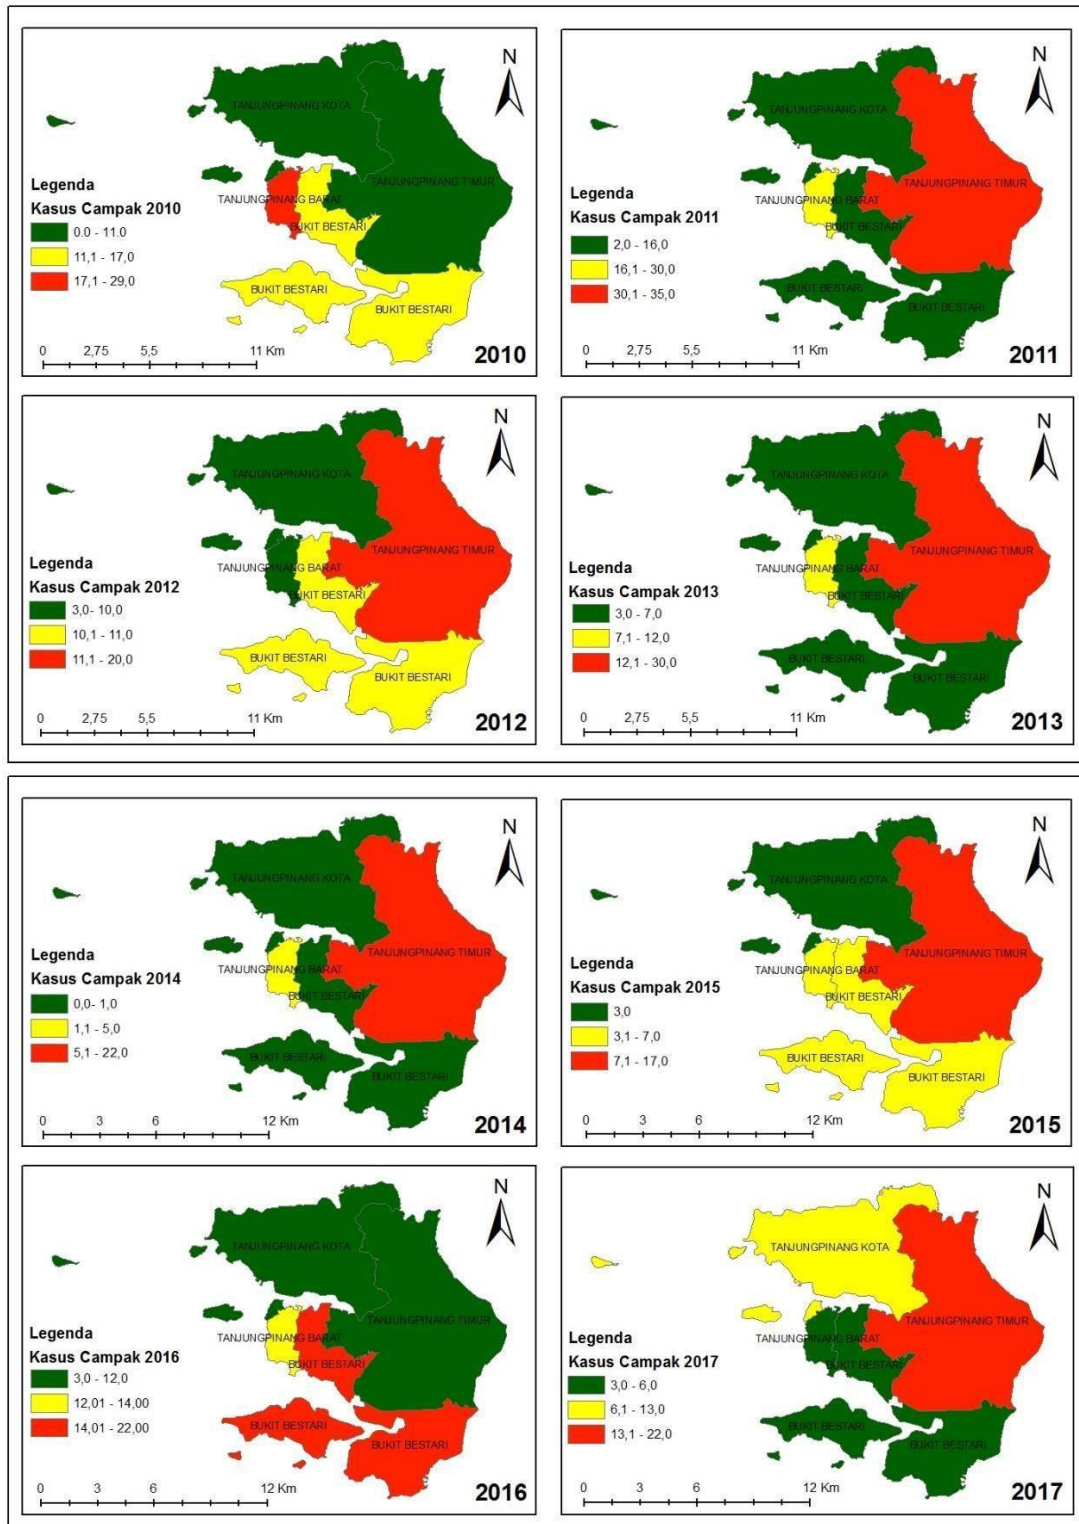 N
TANJUNGPINANG KOTA
TANJUNGPINANG TIMUR
TANJUNGPINANG BARAT
BUKIT BESTARI
BUKIT BESTARI
BUKIT BESTARI
Legenda
Kasus Campak 2010
0.0 - 11.0
11,1 - 17,0
17,1 - 29,0
0 2,75 5,5 11 Km
2010
N
TANJUNGPINANG KOTA
TANJUNGPINANG TIMUR
TANJUNGPINANG BARAT
BUKIT BESTARI
BUKIT BESTARI
BUKIT BESTARI
Legenda
Kasus Campak 2011
2,0 - 16,0
16,1 - 30,0
30,1 - 35,0
0 2,75 5,5 11 Km
2011
N
TANJUNGPINANG KOTA
TANJUNGPINANG TIMUR
TANJUNGPINANG BARAT
BUKIT BESTARI
BUKIT BESTARI
BUKIT BESTARI
Legenda
Kasus Campak 2012
3,0- 10,0
10,1 - 11,0
11,1 - 20,0
0 2,75 5,5 11 Km
2012
N
TANJUNGPINANG KOTA
TANJUNGPINANG TIMUR
TANJUNGPINANG BARAT
BUKIT BESTARI
BUKIT BESTARI
BUKIT BESTARI
Legenda
Kasus Campak 2013
3,0 - 7,0
7,1 - 12,0
12,1 - 30,0
0 2,75 5,5 11 Km
2013
N
TANJUNGPINANG KOTA
TANJUNGPINANG TIMUR
TANJUNGPINANG BARAT
BUKIT BESTARI
BUKIT BESTARI
BUKIT BESTARI
Legenda
Kasus Campak 2014
0,0- 1,0
1,1 - 5,0
5,1 - 22,0
0 3 6 12 Km
2014
N
TANJUNGPINANG KOTA
TANJUNGPINANG TIMUR
TANJUNGPINANG BARAT
BUKIT BESTARI
BUKIT BESTARI
BUKIT BESTARI
Legenda
Kasus Campak 2015
3,0
3,1 - 7,0
7,1 - 17,0
0 3 6 12 Km
2015
N
TANJUNGPINANG KOTA
TANJUNGPINANG TIMUR
TANJUNGPINANG BARAT
BUKIT BESTARI
BUKIT BESTARI
BUKIT BESTARI
Legenda
Kasus Campak 2016
3,0 - 12,0
12,01 - 14,00
14,01 - 22,00
0 3 6 12 Km
2016
N
TANJUNGPINANG KOTA
TANJUNGPINANG TIMUR
TANJUNGPINANG BARAT
BUKIT BESTARI
BUKIT BESTARI
BUKIT BESTARI
Legenda
Kasus Campak 2017
3,0 - 6,0
6,1 - 13,0
13,1 - 22,0
0 3 6 12 Km
2017